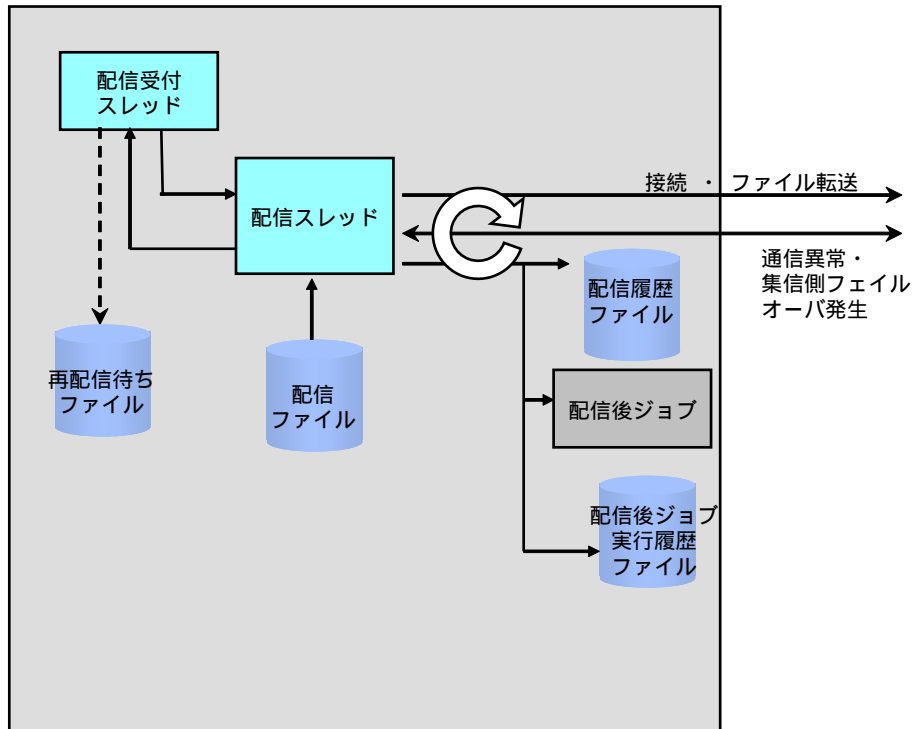 配信受付
スレッド
配信スレッド
接続 ・ ファイル転送
通信異常・
集信側フェイル
オーバ発生
配信履歴
ファイル
再配信待ち
ファイル
配信
ファイル
配信後ジョブ
配信後ジョブ
実行履歴
ファイル